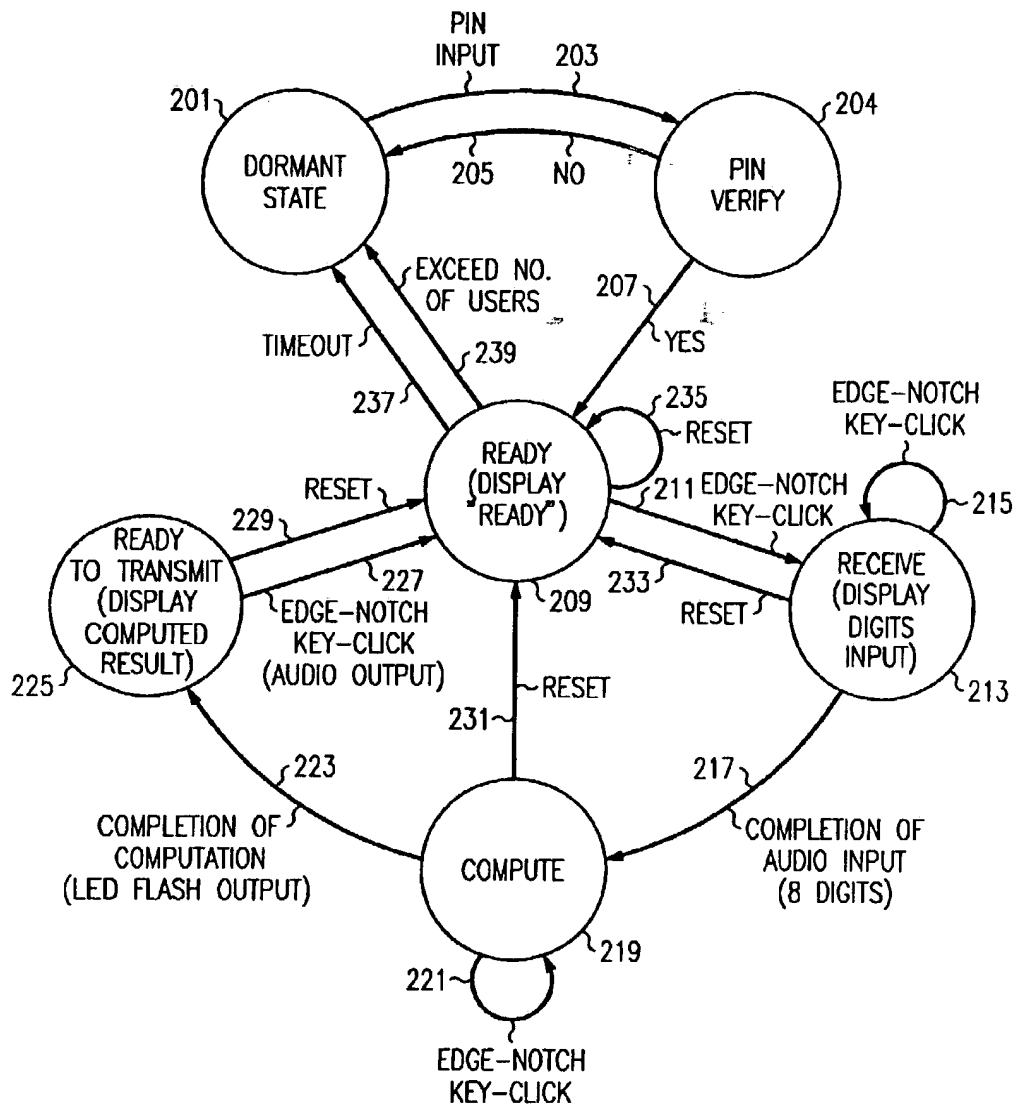 PIN
INPUT
203
201
204
DORMANT
STATE
205
NO
PIN
VERIFY
EXCEED NO.
OF USERS
207
YES
TIMEOUT
239
237
235
RESET
EDGE-NOTCH
KEY-CLICK
READY
(DISPLAY
"READY")
RESET
229
211
EDGE-NOTCH
KEY-CLICK
215
READY
TO TRANSMIT
(DISPLAY
COMPUTED
RESULT)
227
209
233
RESET
RECEIVE
(DISPLAY
DIGITS
INPUT)
EDGE-NOTCH
KEY-CLICK
(AUDIO OUTPUT)
225
213
RESET
231
223
217
COMPLETION OF
COMPUTATION
(LED FLASH OUTPUT)
COMPLETION OF
AUDIO INPUT
(8 DIGITS)
COMPUTE
219
221
EDGE-NOTCH
KEY-CLICK